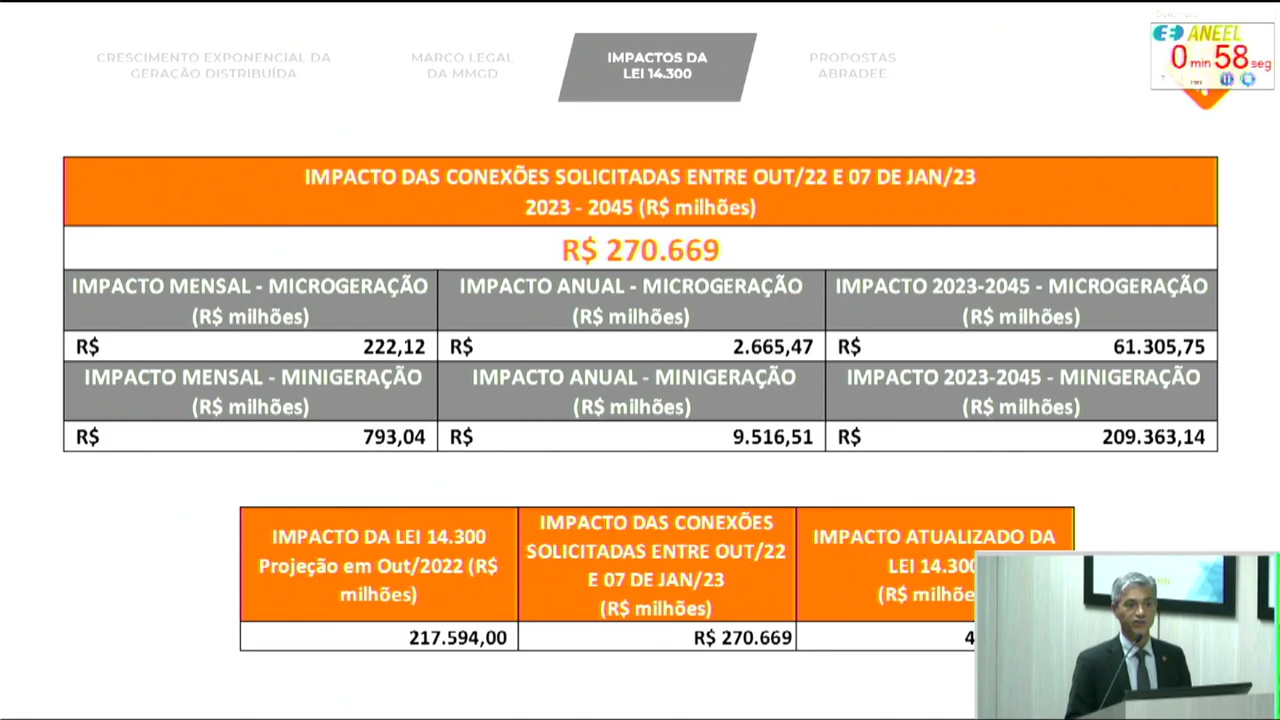 CRESCIMENTO EXPONENCIAL DA
GERAÇÃO DISTRIBUÍDA
MARCO LEGAL
DA MMGD
IMPACTOS DA
LEI 14.300
PROPOSTAS
ABRADEE
ANEEL
0 min 58 seg
IMPACTO DAS CONEXÕES SOLICITADAS ENTRE OUT/22 E 07 DE JAN/23
2023 - 2045 (R$ milhões)
R$ 270.669
IMPACTO MENSAL - MICROGERAÇÃO
(R$ milhões)
IMPACTO ANUAL - MICROGERAÇÃO
(R$ milhões)
IMPACTO 2023-2045 - MICROGERAÇÃO
(R$ milhões)
R$ 222,12
R$ 2.665,47
R$ 61.305,75
IMPACTO MENSAL - MINIGERAÇÃO
(R$ milhões)
IMPACTO ANUAL - MINIGERAÇÃO
(R$ milhões)
IMPACTO 2023-2045 - MINIGERAÇÃO
(R$ milhões)
R$ 793,04
R$ 9.516,51
R$ 209.363,14
IMPACTO DA LEI 14.300
Projeção em Out/2022 (R$
milhões)
IMPACTO DAS CONEXÕES
SOLICITADAS ENTRE OUT/22
E 07 DE JAN/23
(R$ milhões)
IMPACTO ATUALIZADO DA
LEI 14.300
(R$ milhõe
217.594,00
R$ 270.669
4